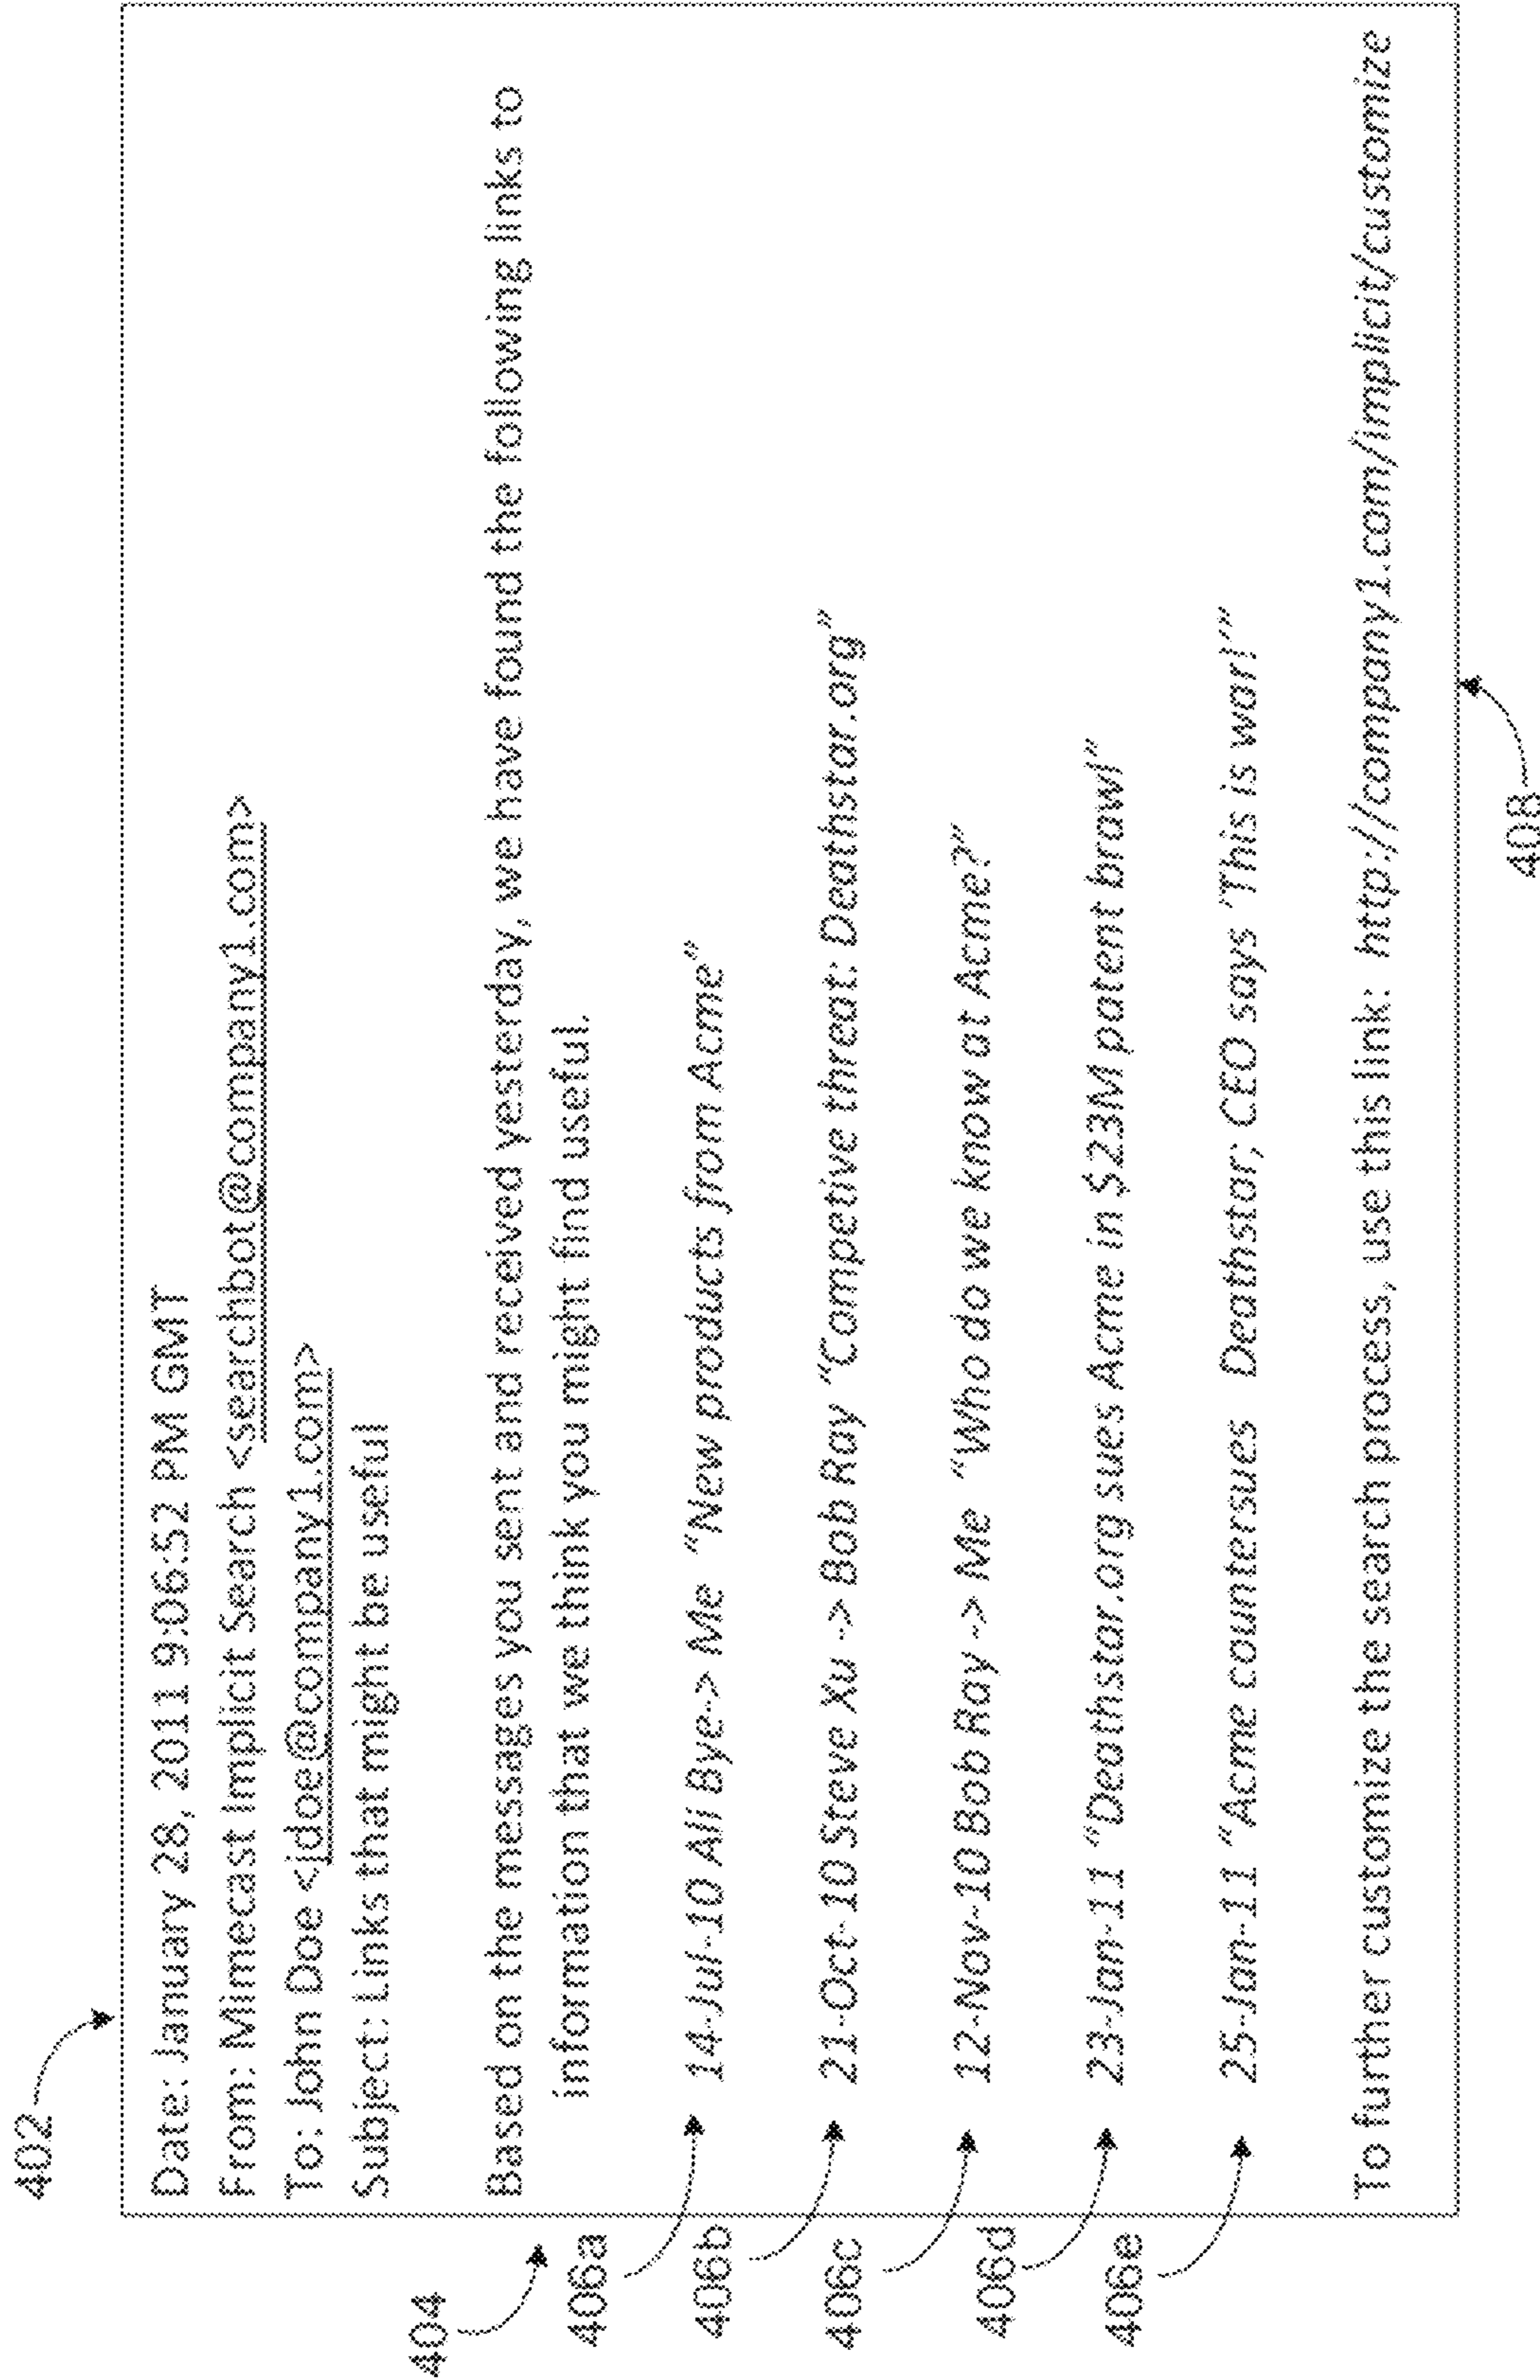 402
Date: January 28, 2011 9:06:52 PM GMT
From: Mimecast Implicit Search <searchbot@company1.com>
To: John Doe <jdoe@company1.com>
Subject: Links that might be useful
404
Based on the messages you sent and received yesterday, we have found the following links to
information that we think you might find useful.
406a
14-Jul-10 Ali Bye-> Me “New products from Acme”
406b
21-Oct-10 Steve Xu -> Bob Ray “Competive threat: Deathstar.org”
406c
12-Nov-10 Bob Ray -> Me “Who do we know at Acme?”
406d
23-Jan-11 “Deathstar.org sues Acme in $23M patent brawl”
406e
25-Jan-11 “Acme countersues Deathstar; CEO says 'This is war!'”
To further customize the search process, use this link: http://company1.com/implicit/customize
408